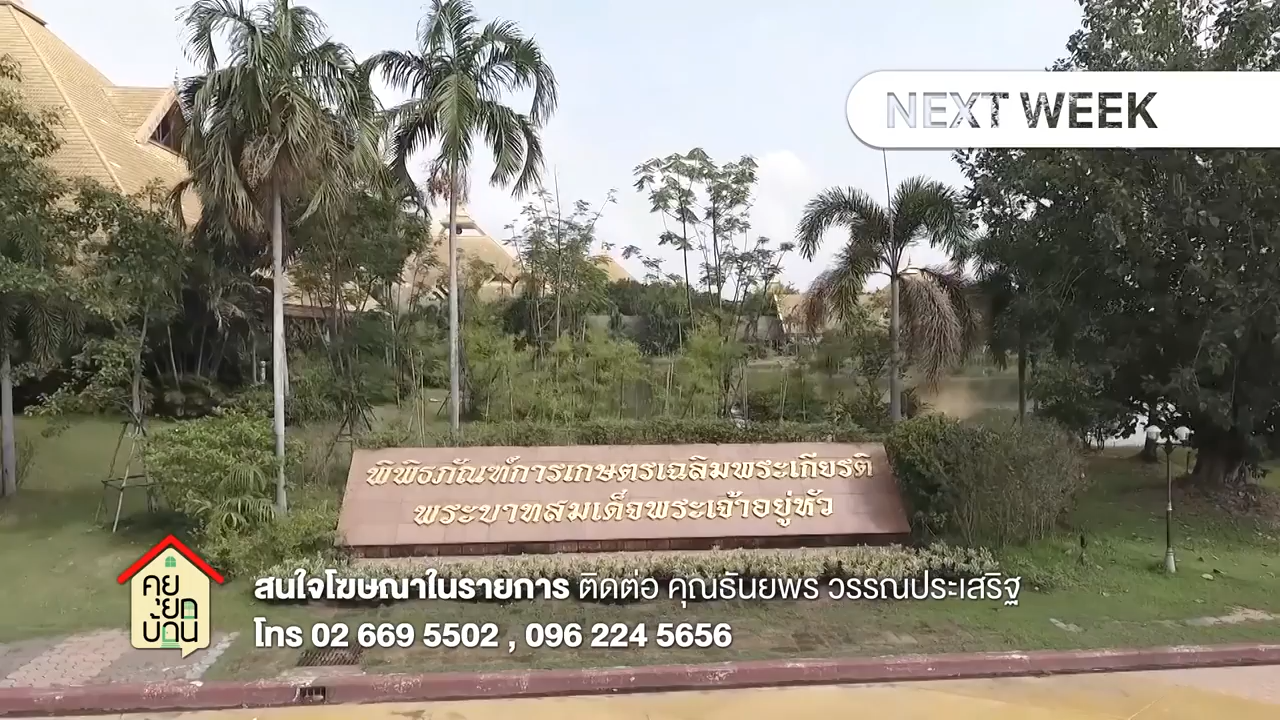 NEXT WEEK
พิพิธภัณฑ์การเกษตรเฉลิมพระเกียรติ
พระบาทสมเด็จพระเจ้าอยู่หัว
คุย
ยุก
บ้าน
สนใจโฆษณาในรายการ ติดต่อ คุณธันยพร วรรณประเสริฐ
โทร 02 669 5502 , 096 224 5656